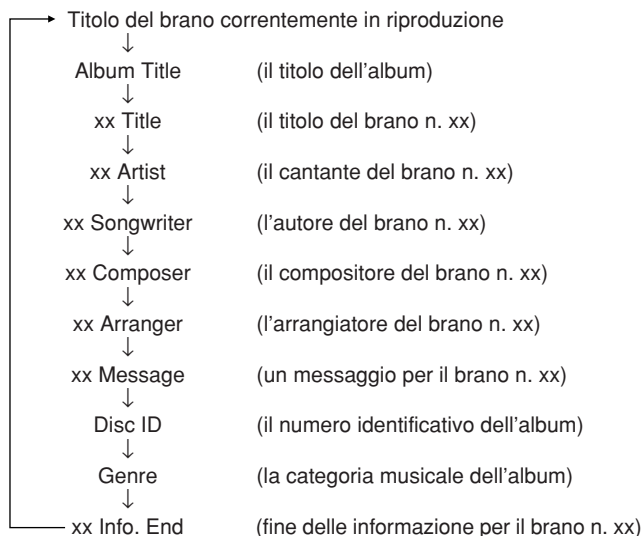 Titolo del brano correntemente in riproduzione
Album Title (il titolo dell'album)
xx Title (il titolo del brano n. xx)
xx Artist (il cantante del brano n. xx)
xx Songwriter (l'autore del brano n. xx)
xx Composer (il compositore del brano n. xx)
xx Arranger (l'arrangiatore del brano n. xx)
xx Message (un messaggio per il brano n. xx)
Disc ID (il numero identificativo dell'album)
Genre (la categoria musicale dell'album)
xx Info. End (fine delle informazione per il brano n. xx)